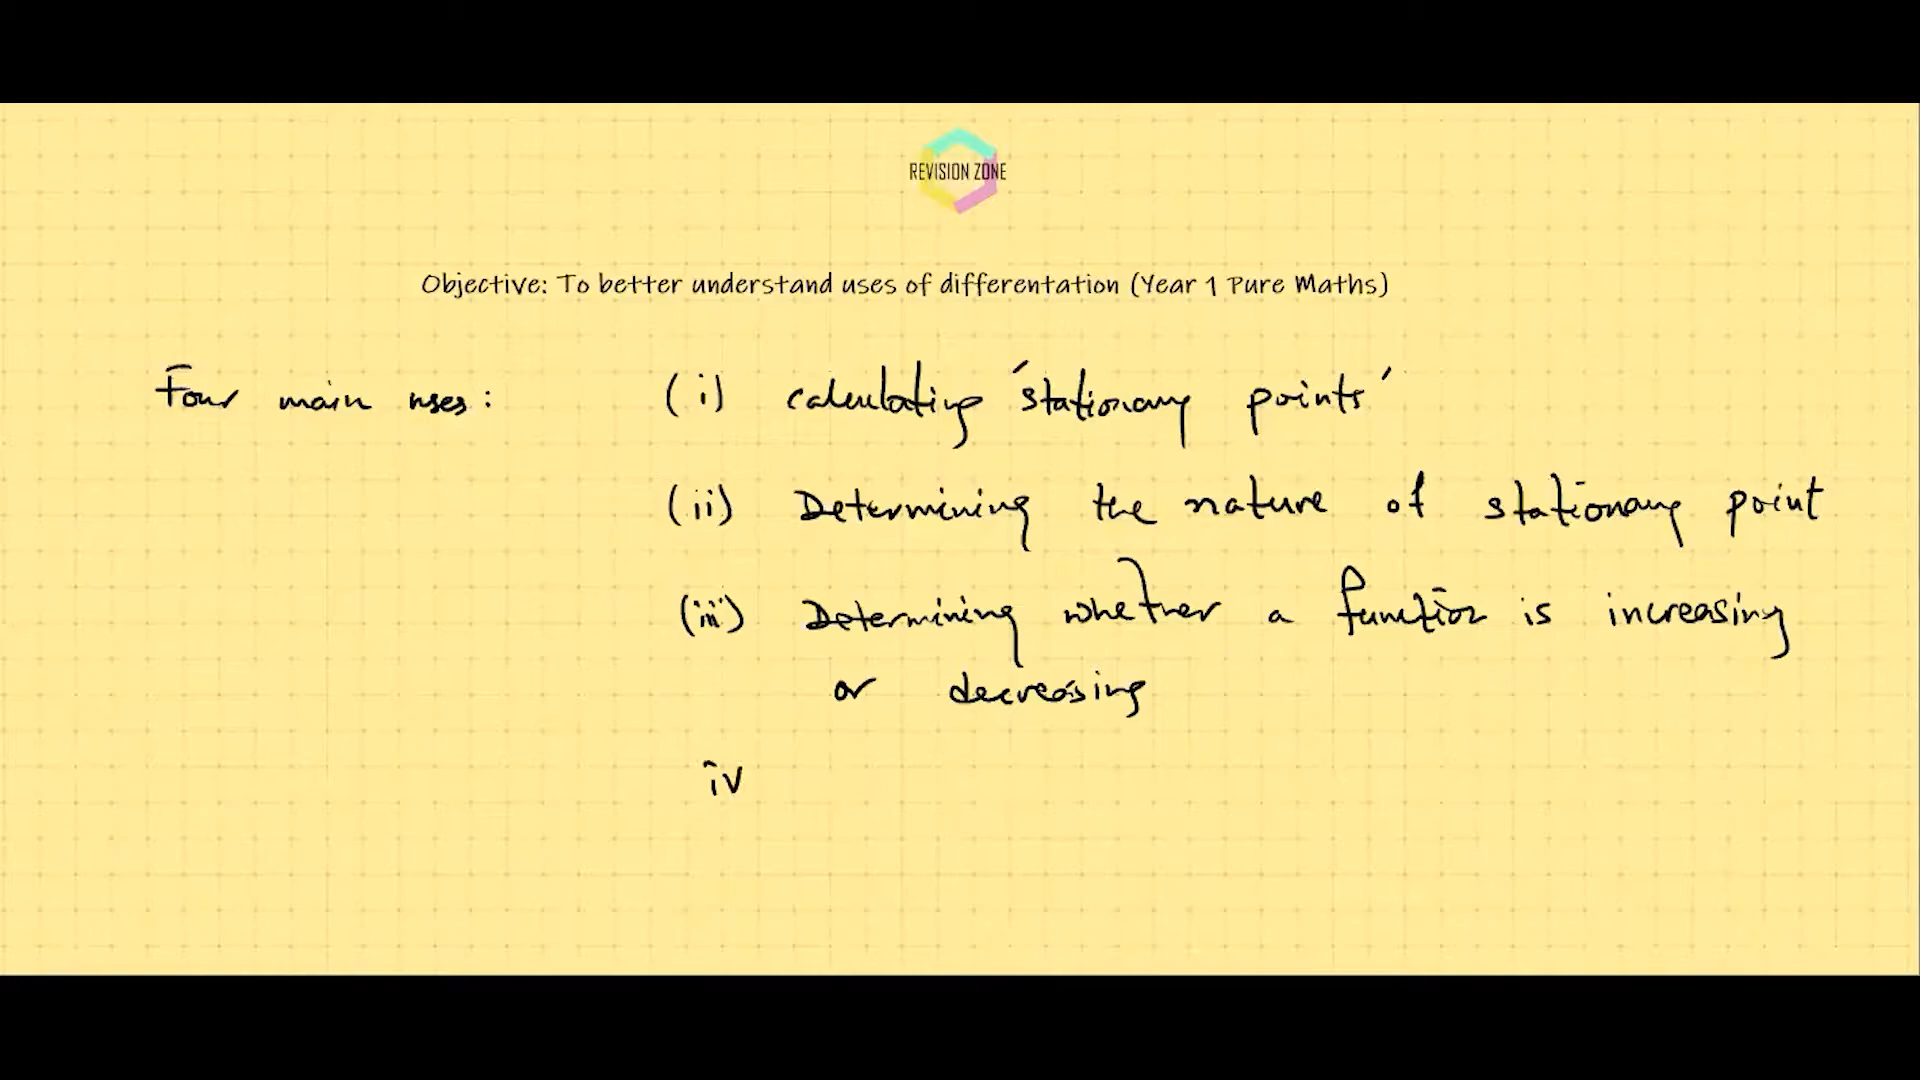 REVISION ZONE
Objective: To better understand uses of differentation (Year 1 Pure Maths)
Four main uses: (i) calculating 'stationary points'
(ii) Determining the nature of stationary point
(iii) Determining whether a function is increasing
or decreasing
iv